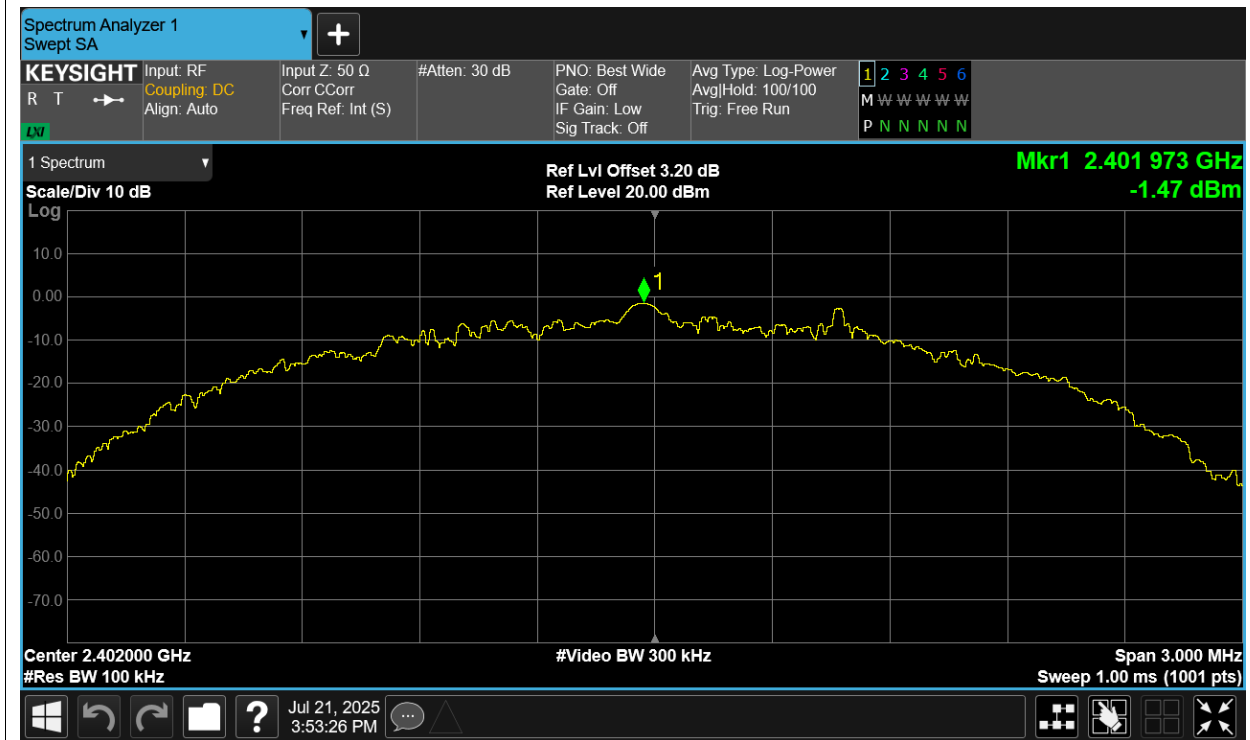 Spectrum Analyzer 1
Swept SA
KEYSIGHT
R T
LXI
Input: RF
Coupling: DC
Align: Auto
Input Z: 50 Ω
Corr CCorr
Freq Ref: Int (S)
#Atten: 30 dB
PNO: Best Wide
Gate: Off
IF Gain: Low
Sig Track: Off
Avg Type: Log-Power
Avg|Hold: 100/100
Trig: Free Run
1 2 3 4 5 6
M W W W W W
P N N N N N
1 Spectrum
Scale/Div 10 dB
Log
Ref Lvl Offset 3.20 dB
Ref Level 20.00 dBm
Mkr1 2.401 973 GHz
-1.47 dBm
1
10.0
0.00
-10.0
-20.0
-30.0
-40.0
-50.0
-60.0
-70.0
Center 2.402000 GHz
#Res BW 100 kHz
#Video BW 300 kHz
Span 3.000 MHz
Sweep 1.00 ms (1001 pts)
?
Jul 21, 2025
3:53:26 PM